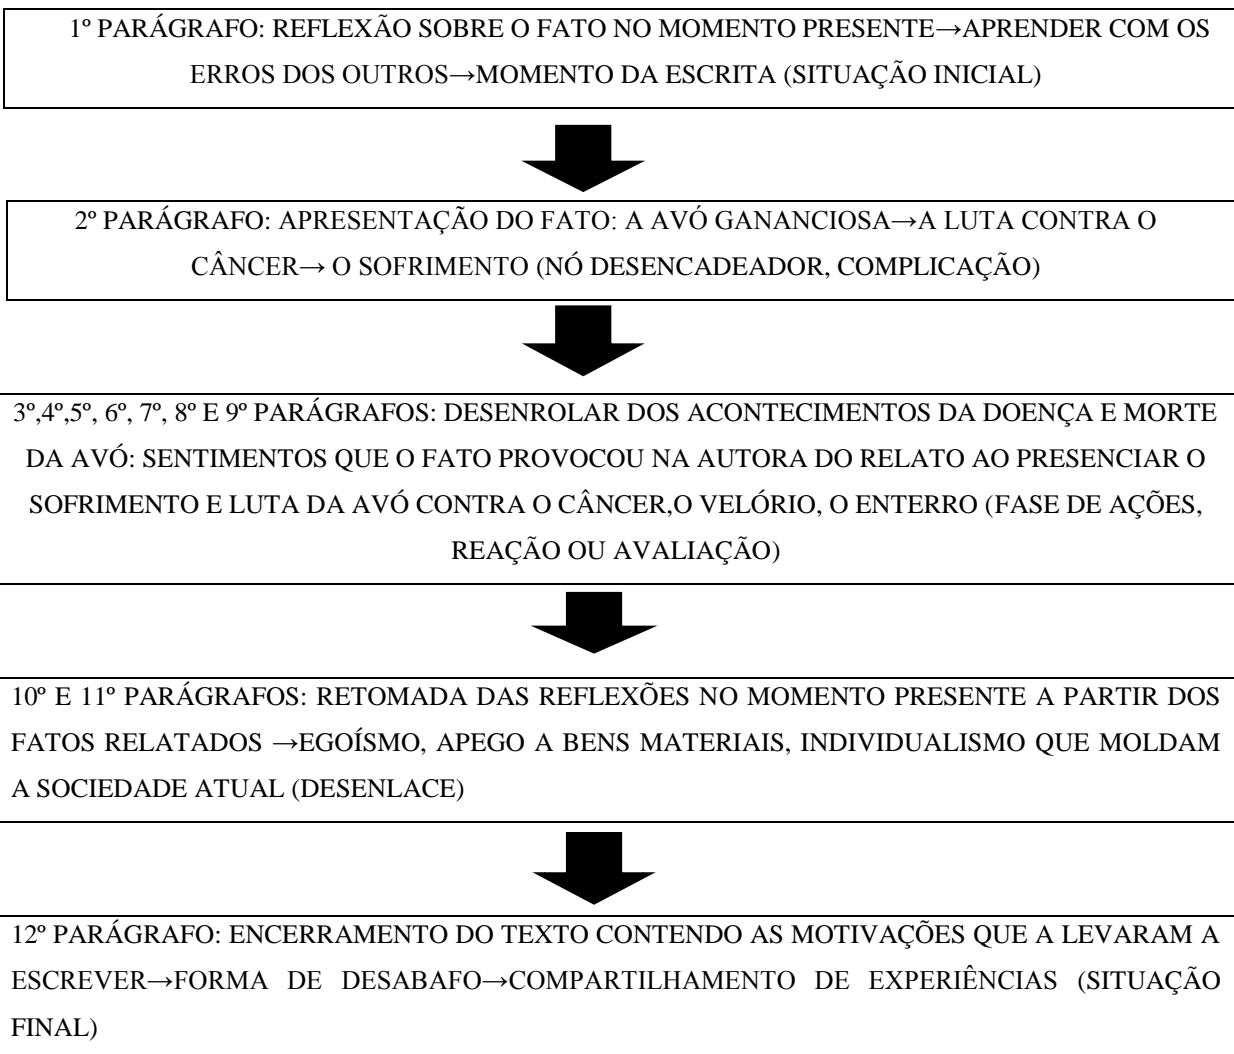 1º PARÁGRAFO: REFLEXÃO SOBRE O FATO NO MOMENTO PRESENTE→APRENDER COM OS
ERROS DOS OUTROS→MOMENTO DA ESCRITA (SITUAÇÃO INICIAL)
2º PARÁGRAFO: APRESENTAÇÃO DO FATO: A AVÓ GANANCIOSA→A LUTA CONTRA O
CÂNCER→ O SOFRIMENTO (NÓ DESENCADEADOR, COMPLICAÇÃO)
3º,4º,5º, 6º, 7º, 8º E 9º PARÁGRAFOS: DESENROLAR DOS ACONTECIMENTOS DA DOENÇA E MORTE
DA AVÓ: SENTIMENTOS QUE O FATO PROVOCOU NA AUTORA DO RELATO AO PRESENCIAR O
SOFRIMENTO E LUTA DA AVÓ CONTRA O CÂNCER,O VELÓRIO, O ENTERRO (FASE DE AÇÕES,
REAÇÃO OU AVALIAÇÃO)
10º E 11º PARÁGRAFOS: RETOMADA DAS REFLEXÕES NO MOMENTO PRESENTE A PARTIR DOS
FATOS RELATADOS →EGOÍSMO, APEGO A BENS MATERIAIS, INDIVIDUALISMO QUE MOLDAM
A SOCIEDADE ATUAL (DESENLACE)
12º PARÁGRAFO: ENCERRAMENTO DO TEXTO CONTENDO AS MOTIVAÇÕES QUE A LEVARAM A
ESCREVER→FORMA DE DESABAFO→COMPARTILHAMENTO DE EXPERIÊNCIAS (SITUAÇÃO
FINAL)